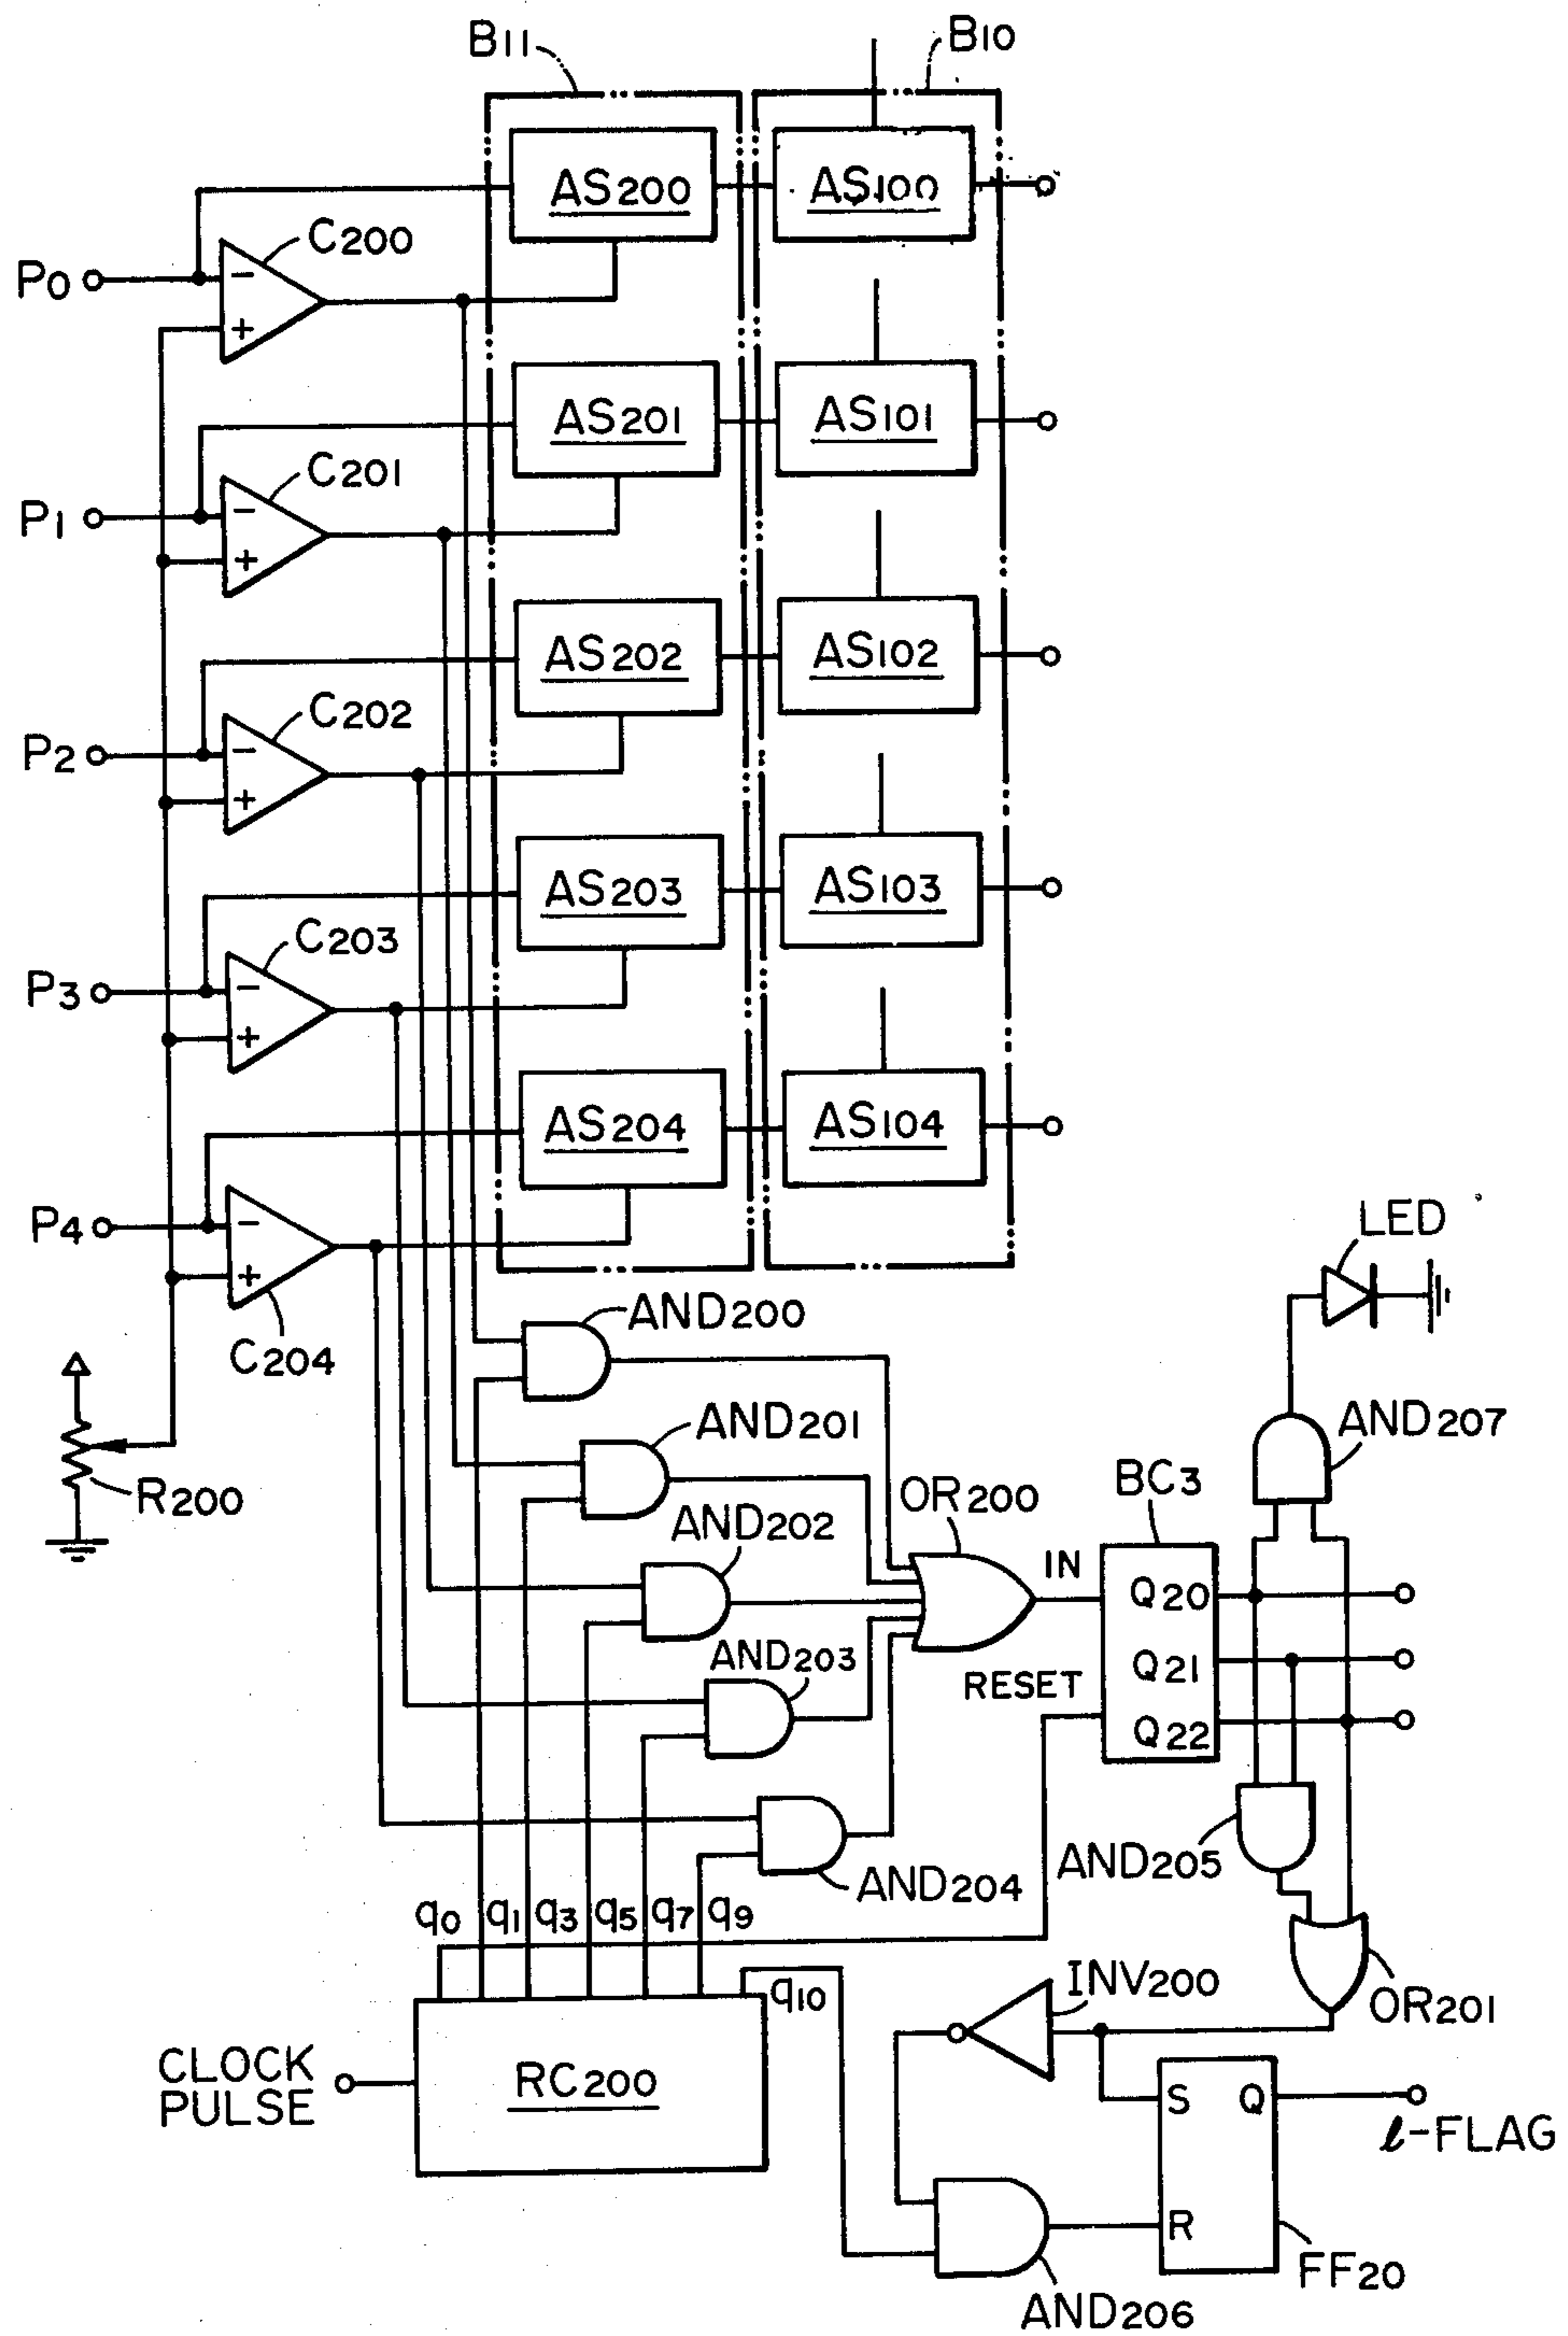 B11
B10
AS200
AS100
C200
P0
−
+
AS201
AS101
C201
P1
−
+
AS202
AS102
C202
P2
−
+
AS203
AS103
C203
P3
−
+
AS204
AS104
P4
−
+
C204
LED
AND200
R200
AND201
AND207
OR200
BC3
AND202
IN
Q20
AND203
Q21
RESET
Q22
AND205
AND204
q0
q1
q3
q5
q7
q9
q10
INV200
OR201
CLOCK
PULSE
RC200
S
Q
ℓ-FLAG
R
FF20
AND206